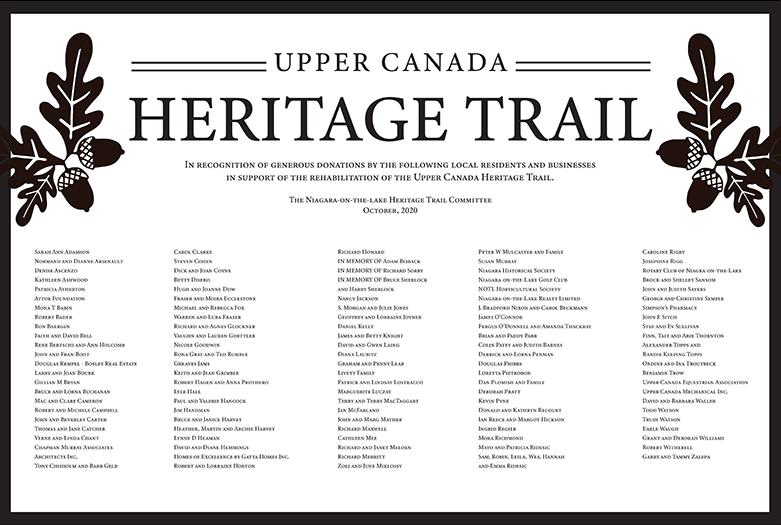 UPPER CANADA
HERITAGE TRAIL
IN RECOGNITION OF GENEROUS DONATIONS BY THE FOLLOWING LOCAL RESIDENTS AND BUSINESSES
IN SUPPORT OF THE REHABILITATION OF THE UPPER CANADA HERITAGE TRAIL.
THE NIAGARA-ON-THE-LAKE HERITAGE TRAIL COMMITTEE
OCTOBER, 2020
SARAH ANN ADAMSON
NORMAND AND DIANNE ARSENAULT
DENISE ASCENZO
KATHLEEN ASHWOOD
PATRICIA ATHERTON
ATTOR FOUNDATION
MONA T BABIN
ROBERT BADER
RON BALRGEN
FAITH AND DAVID BELL
RENE BERTSCHI AND ANN HOLCOMB
JOHN AND FRAN BOOT
DOUGLAS REMPEL - BOSLEY REAL ESTATE
LARRY AND JOAN BOURK
GILLIAN M BRYAN
BRUCE AND LORNA BUCHANAN
MAC AND CLARE CAMERON
ROBERT AND MICHELE CAMPBELL
JOHN AND BEVERLY CARTER
THOMAS AND JANE CATCHER
VERNE AND LINDA CHANT
CHAPMAN MURRAY ASSOCIATES
ARCHITECTS INC.
TONY CHISHOLM AND BARB GELB
CAROL CLARKE
STEVEN COHEN
DICK AND JOAN COYNE
BETTY DISERO
HUGH AND JOANNE DOW
FRASER AND MOIRA ECCLESTONE
MICHAEL AND REBECCA FOX
WARREN AND LUBA FRASER
RICHARD AND AGNES GLOCKNER
VAUGHN AND LAUREN GOETTLER
NICOLE GOODWIN
RONA GRAY AND TED RUMBLE
GREAVES JAMS
KEITH AND JEAN GRIMBLE
ROBERT HAGEN AND ANNA PROTHERO
LYLE HALL
PAUL AND VALERIE HANCOCK
JIM HANDMAN
BRUCE AND JANICE HARVEY
HEATHER, MARTIN AND ARCHIE HARVEY
LYNNE D HEAMAN
DAVID AND DIANE HEMMINGS
HOMES OF EXCELLENCE BY GATTA HOMES INC.
ROBERT AND LORRAINE HORTON
RICHARD HOWARD
IN MEMORY OF ADAM BISBACK
IN MEMORY OF RICHARD SORBY
IN MEMORY OF BRUCE SHERLOCK
AND HARRY SHERLOCK
NANCY JACKSON
S. MORGAN AND JULIE JONES
GEOFFREY AND LORRAINE JOYNER
DANIEL KELLY
JAMES AND BETTY KNIGHT
DAVID AND GWEN LAING
DIANA LAUBITZ
GRAHAM AND PENNY LEAR
LIVETT FAMILY
PATRICK AND LINDSAY LOSTRACCO
MARGUERITE LUCZAY
TERRY AND TERRY MACTAGGART
JAN MCFARLAND
JOHN AND MARG MATHER
RICHARD MAXWELL
CATHLEEN MEE
RICHARD AND JANET MELOEN
RICHARD MERRITT
ZOLI AND JUNE MIKLOSSY
PETER W MULCASTER AND FAMILY
SUSAN MURRAY
NIAGARA HISTORICAL SOCIETY
NIAGARA-ON-THE-LAKE GOLF CLUB
NOTL HORTICULTURAL SOCIETY
NIAGARA-ON-THE-LAKE REALTY LIMITED
J. BRADFORD NIXON AND CAROL BECKMANN
JAMES O'CONNOR
FERGUS O'DONNELL AND AMANDA THACKRAY
BRIAN AND PADDY PARR
COLIN PATEY AND JUDITH BARNES
DERRICK AND LORNA PENMAN
DOUGLAS PHIBBS
LORETTA PIETROBON
DAN PLOMISH AND FAMILY
DEBORAH PRATT
KEVIN PYNE
DONALD AND KATHRYN RECOURT
IAN REECE AND MARGOT HICKSON
INGRID REGIER
MORA RICHMOND
MAYO AND PATRICIA RIDESIC
SAM, ROBIN, LEILA, WES, HANNAH
AND EMMA RIDESIC
CAROLINE RIGBY
JOSEPHINE RIGG
ROTARY CLUB OF NIAGRA-ON-THE-LAKE
BROCK AND SHELLEY SANSOM
JOHN AND JUDITH SAYERS
GEORGE AND CHRISTINE SEMPLE
SIMPSON'S PHARMACY
JOHN E STICH
STEF AND EV SULLIVAN
FINN, TAIT AND ABIE THORNTON
ALEXANDER TOPPS AND
RANDIE KEEPING TOPPS
ONDINE AND IRA TROUTBECK
BENJAMIN TROW
UPPER CANADA EQUESTRIAN ASSOCIATION
UPPER CANADA MECHANICAL INC.
DAVID AND BARBARA WALLER
TODD WATSON
TRUDI WATSON
EARLE WAUGH
GRANT AND DEBORAH WILLIAMS
ROBERT WITHERELL
GARRY AND TAMMY ZALEPA